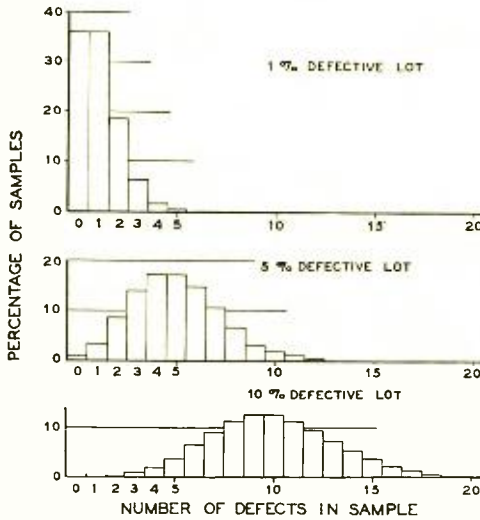 40
30
20
10
0
1 % DEFECTIVE LOT
0 1 2 3 4 5 10 15 20
PERCENTAGE OF SAMPLES
20
10
0
5 % DEFECTIVE LOT
0 1 2 3 4 5 10 15 20
10 % DEFECTIVE LOT
10
0
0 1 2 3 4 5 10 15 20
NUMBER OF DEFECTS IN SAMPLE